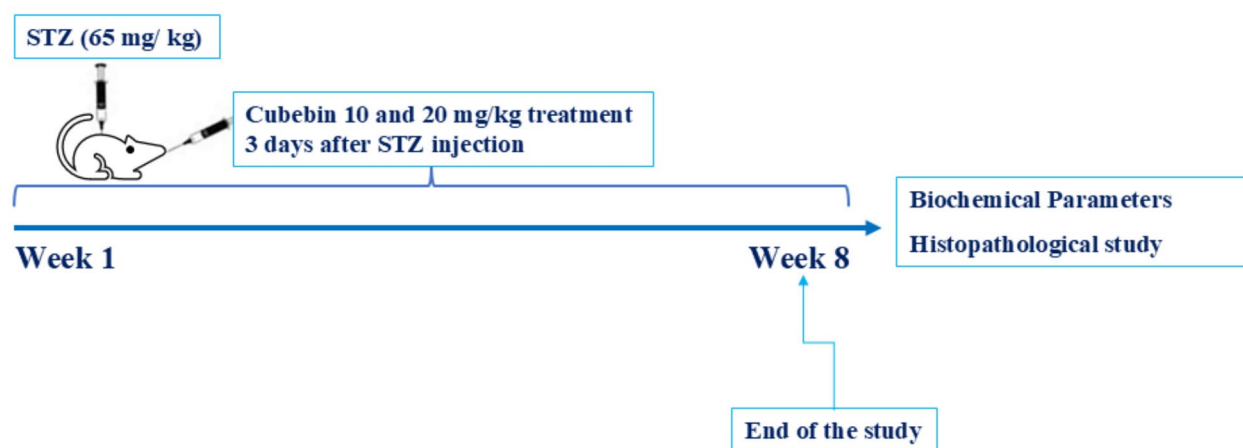 STZ (65 mg/ kg)
Cubebin 10 and 20 mg/kg treatment
3 days after STZ injection
Biochemical Parameters
Histopathological study
Week 1
Week 8
End of the study